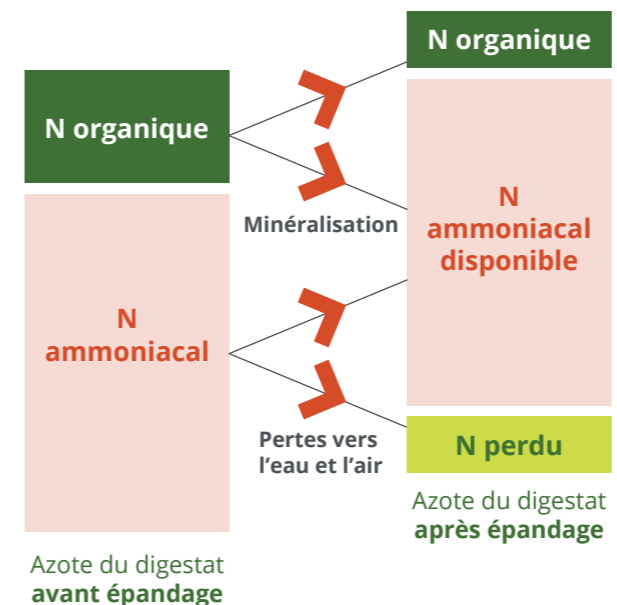 N organique
N
ammoniacal
Azote du digestat
avant épandage
Minéralisation
Pertes vers
l’eau et l’air
N organique
N
ammoniacal
disponible
N perdu
Azote du digestat
après épandage